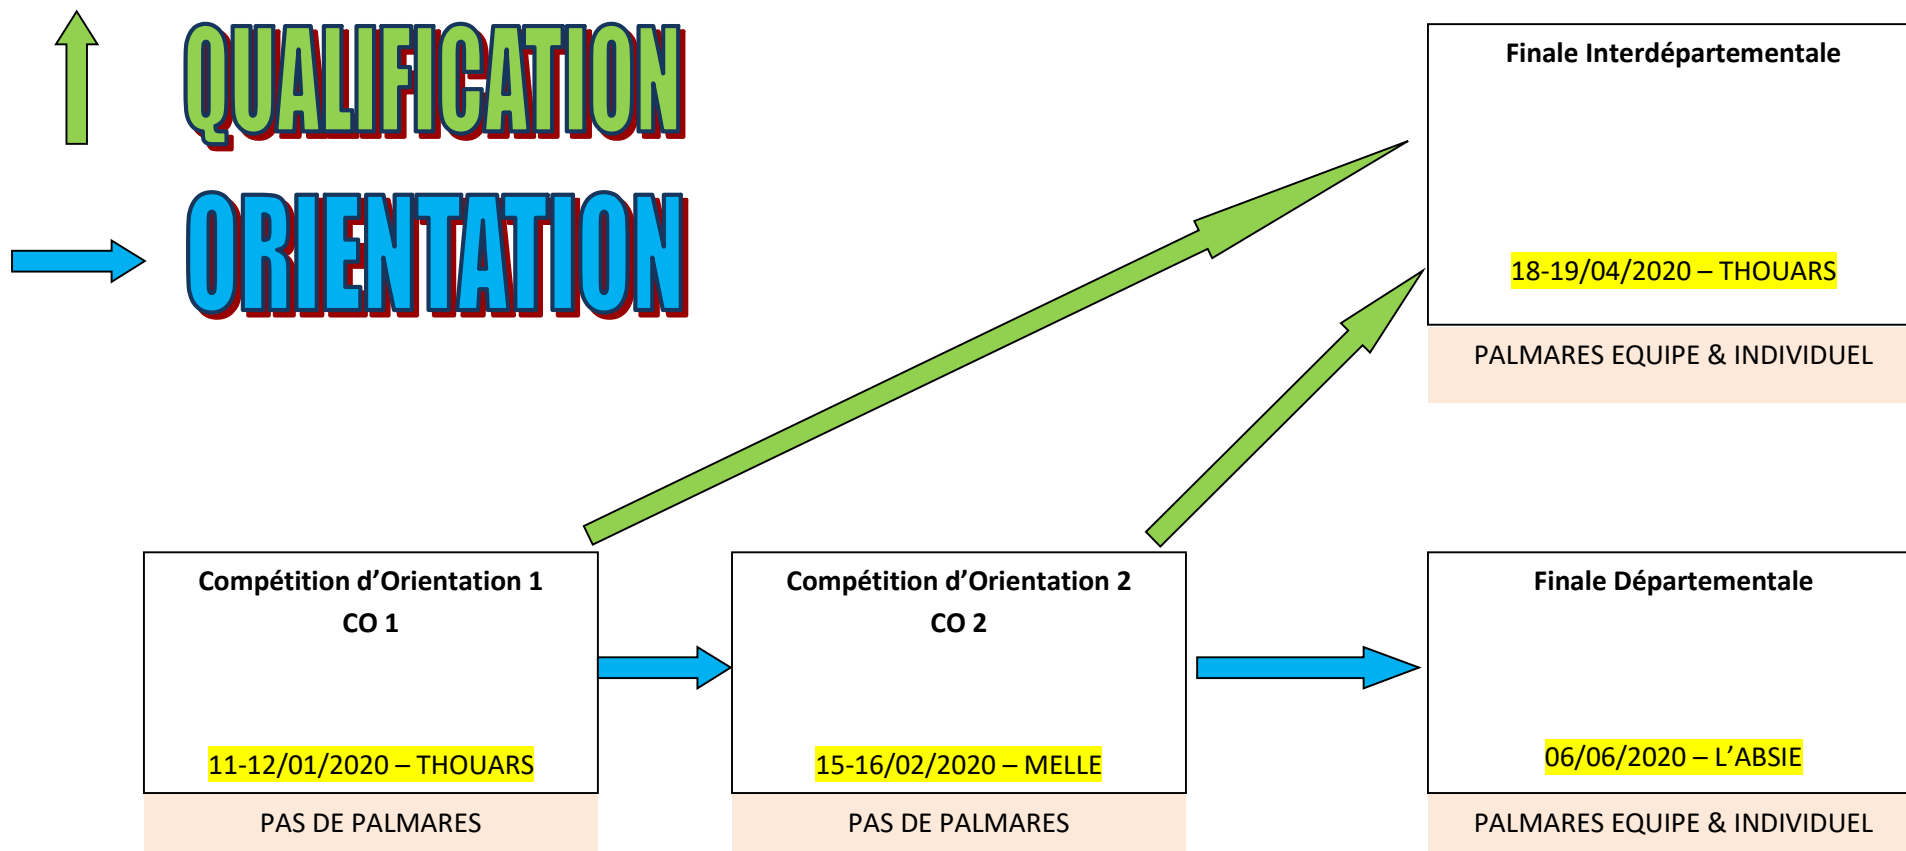 QUALIFICATION
ORIENTATION
Finale Interdépartementale
18-19/04/2020 – THOUARS
PALMARES EQUIPE & INDIVIDUEL
Compétition d’Orientation 1
CO 1
11-12/01/2020 – THOUARS
PAS DE PALMARES
Compétition d’Orientation 2
CO 2
15-16/02/2020 – MELLE
PAS DE PALMARES
Finale Départementale
06/06/2020 – L’ABSIE
PALMARES EQUIPE & INDIVIDUEL